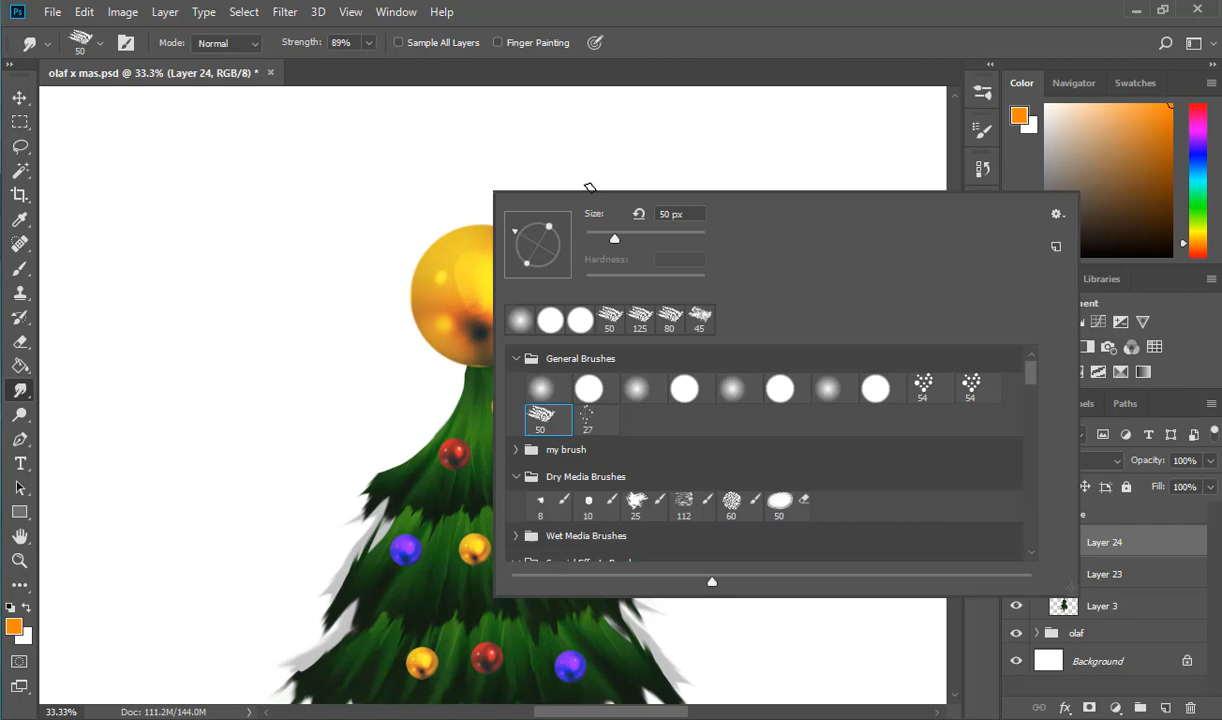 Ps File Edit Image Layer Type Select Filter 3D View Window Help
50 Mode: Normal Strength: 89% Sample All Layers Finger Painting
olaf x mas.psd @ 33.3% (Layer 24, RGB/8) * ×
Color Navigator Swatches
Size: 50 px
Hardness:
Libraries
50 125 80 45
General Brushes
54 54
50 27
Paths
my brush
Opacity: 100%
Dry Media Brushes
Fill: 100%
8 10 25 112 60 50
Wet Media Brushes
Layer 24
Layer 23
Layer 3
olaf
Background
33.33% Doc: 111.2M/144.0M